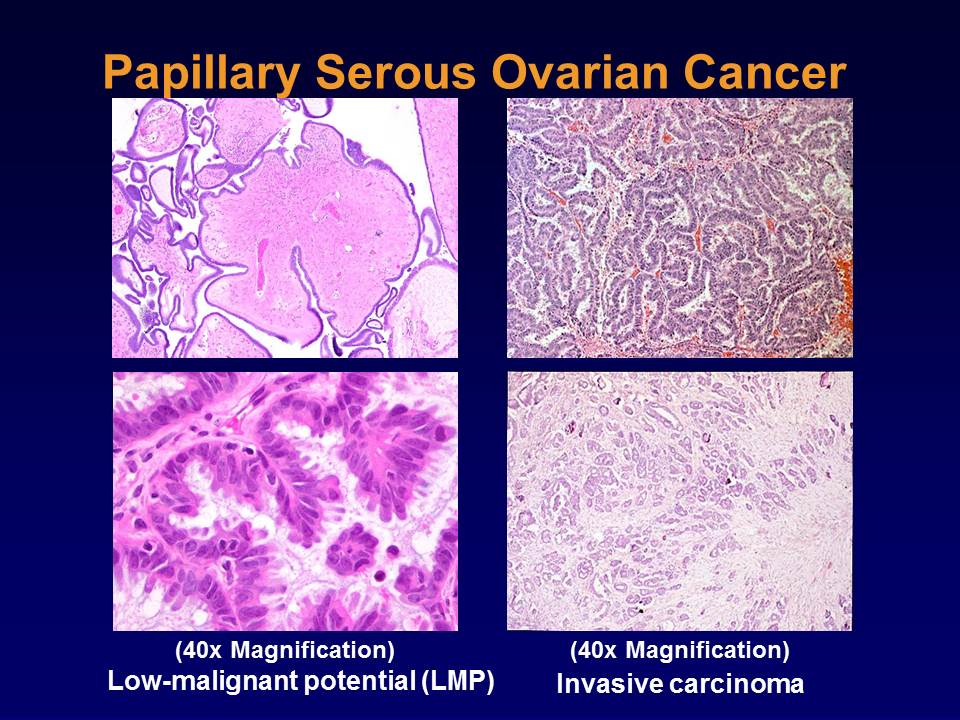 Papillary Serous Ovarian Cancer
(40x Magnification)
Low-malignant potential (LMP)
(40x Magnification)
Invasive carcinoma